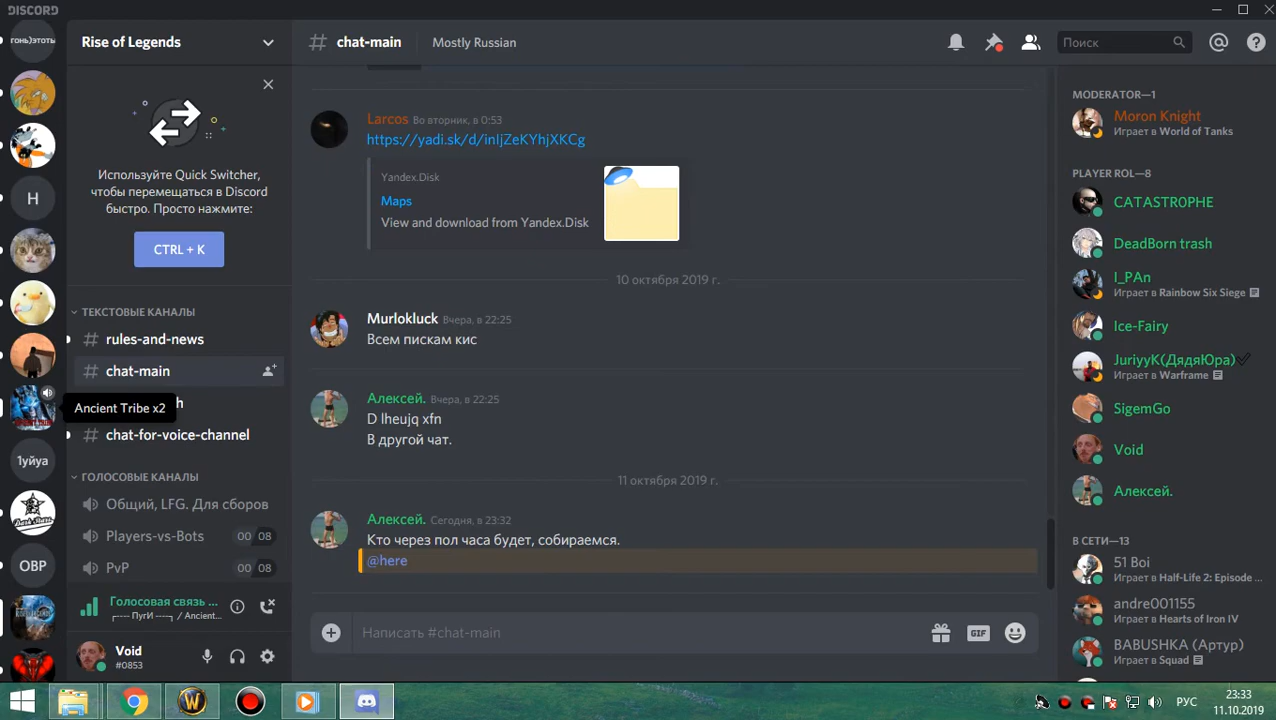 DISCORD
ГОНЬ)ЭТОТЫ
Н
1уйуа
ОВР
Ancient Tribe x2
Rise of Legends
Используйте Quick Switcher,
чтобы перемещаться в Discord
быстро. Просто нажмите:
CTRL + K
ТЕКСТОВЫЕ КАНАЛЫ
# rules-and-news
# chat-main
h
# chat-for-voice-channel
ГОЛОСОВЫЕ КАНАЛЫ
Общий, LFG. Для сборов
Players-vs-Bots 00 08
PvP 00 08
Голосовая связь ...
ПугИ / Ancient...
Void
#0853
# chat-main Mostly Russian
Поиск
Larcos Во вторник, в 0:53
https://yadi.sk/d/inIjZeKYhjXKCg
Yandex.Disk
Maps
View and download from Yandex.Disk
10 октября 2019 г.
Murlokluck Вчера, в 22:25
Всем пискам кис
Алексей. Вчера, в 22:25
D lheujq xfn
В другой чат.
11 октября 2019 г.
Алексей. Сегодня, в 23:32
Кто через пол часа будет, собираемся.
@here
Написать #chat-main
GIF
MODERATOR—1
Moron Knight
Играет в World of Tanks
PLAYER ROL—8
CATASTR0PHE
DeadBorn trash
I_PAn
Играет в Rainbow Six Siege
Ice-Fairy
JuriyyK(ДядяЮра)
Играет в Warframe
SigemGo
Void
Алексей.
В СЕТИ—13
51 Boi
Играет в Half-Life 2: Episode ...
andre001155
Играет в Hearts of Iron IV
BABUSHKA (Артур)
Играет в Squad
РУС
23:33
11.10.2019